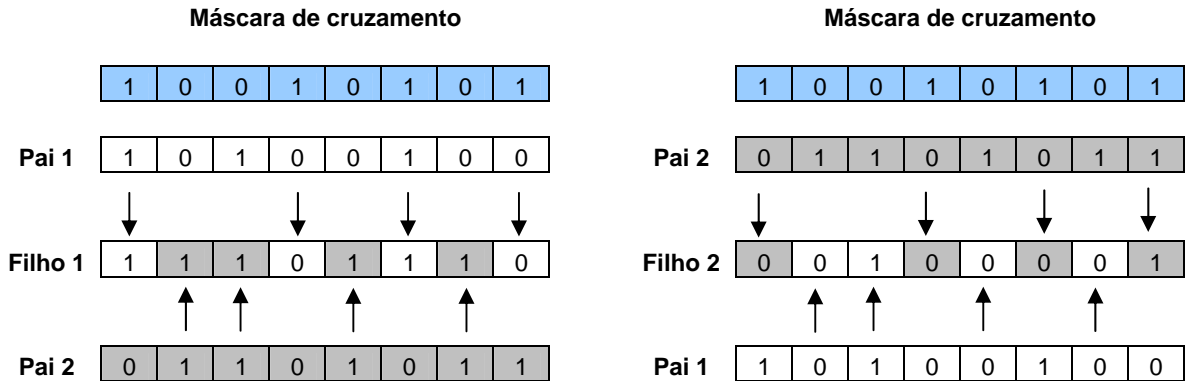 Máscara de cruzamento
1 0 0 1 0 1 0 1
Pai 1 1 0 1 0 0 1 0 0
Filho 1 1 1 1 0 1 1 1 0
Pai 2 0 1 1 0 1 0 1 1
Máscara de cruzamento
1 0 0 1 0 1 0 1
Pai 2 0 1 1 0 1 0 1 1
Filho 2 0 0 1 0 0 0 0 1
Pai 1 1 0 1 0 0 1 0 0